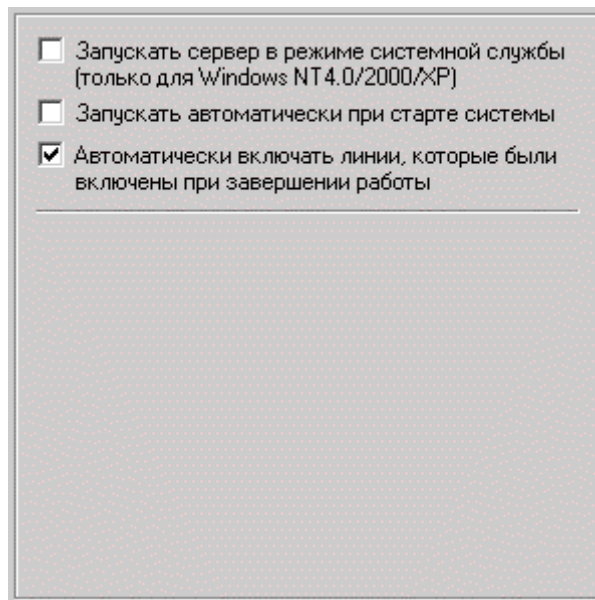 Запускать сервер в режиме системной службы
(только для Windows NT4.0/2000/XP)
Запускать автоматически при старте системы
Автоматически включать линии, которые были
включены при завершении работы